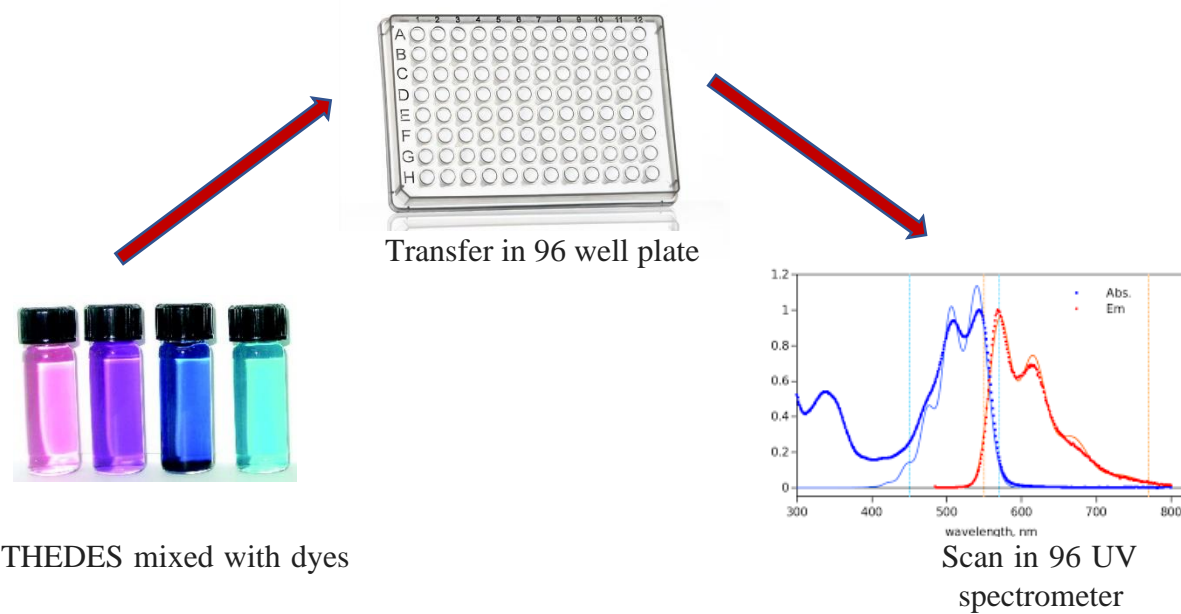 1 2 3 4 5 6 7 8 9 10 11 12
A
B
C
D
E
F
G
H
Transfer in 96 well plate
THEDES mixed with dyes
1.2
1
0.8
0.6
0.4
0.2
0
Abs.
Em
300 400 500 600 700 800
wavelength, nm
Scan in 96 UV
spectrometer